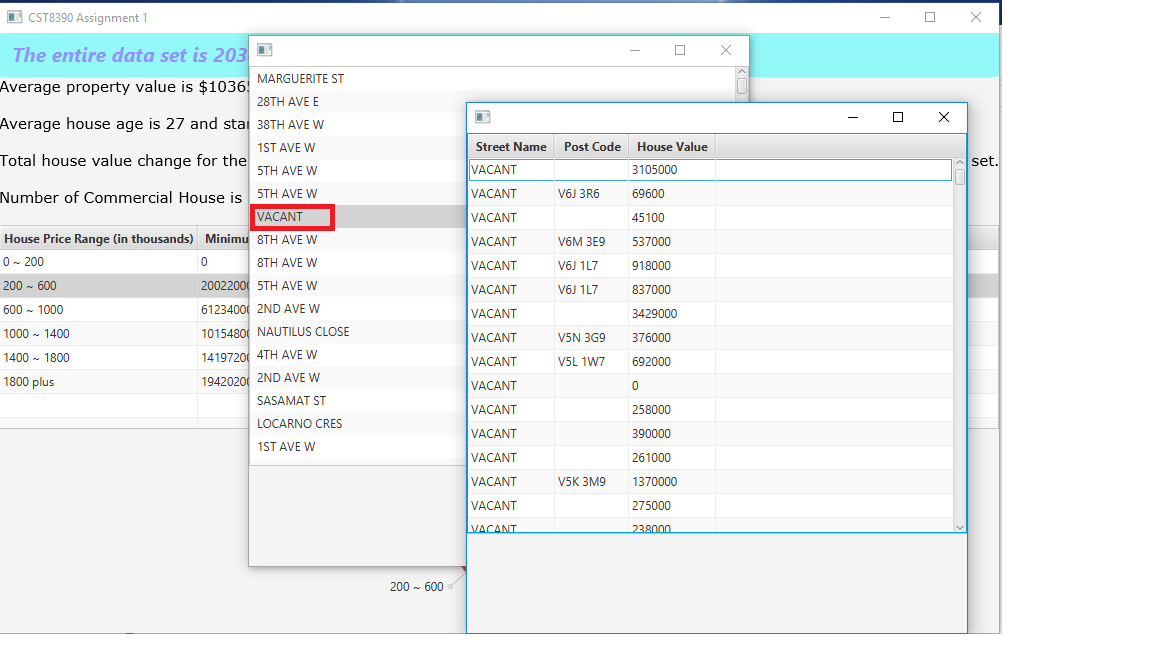 CST8390 Assignment 1
The entire data set is 203
Average property value is $1036
Average house age is 27 and
Total house value change for the
set.
Number of Commercial House is
House Price Range (in thousands)
0 ~ 200 0
200 ~ 600 20022000
600 ~ 1000 61234000
1000 ~ 1400 10154800
1400 ~ 1800 14197200
1800 plus 19420200
200 ~ 600
MARGUERITE ST
28TH AVE E
38TH AVE W
1ST AVE W
5TH AVE W
5TH AVE W
VACANT
8TH AVE W
8TH AVE W
5TH AVE W
2ND AVE W
NAUTILUS CLOSE
4TH AVE W
2ND AVE W
SASAMAT ST
LOCARNO CRES
1ST AVE W
Street Name Post Code House Value
VACANT 3105000
VACANT V6J 3R6 69600
VACANT 45100
VACANT V6M 3E9 537000
VACANT V6J 1L7 918000
VACANT V6J 1L7 837000
VACANT 3429000
VACANT V5N 3G9 376000
VACANT V5L 1W7 692000
VACANT 0
VACANT 258000
VACANT 390000
VACANT 261000
VACANT V5K 3M9 1370000
VACANT 275000
VACANT 238000